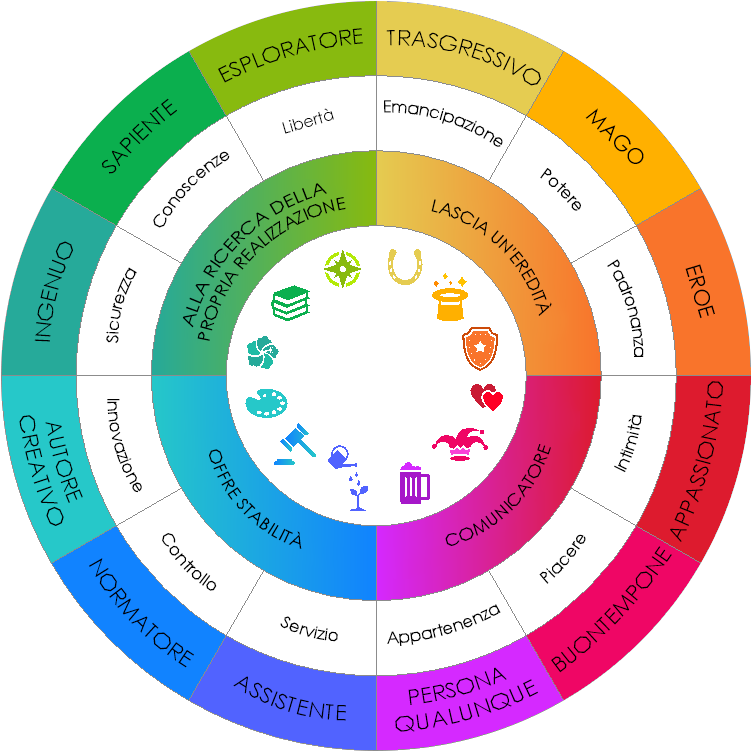 TRASGRESSIVO
MAGO
EROE
APPASSIONATO
BUONTEMPONE
PERSONA
QUALUNQUE
ASSISTENTE
NORMATORE
AUTORE
CREATIVO
INGENUO
SAPIENTE
ESPLORATORE
Emancipazione
Potere
Padronanza
Intimità
Piacere
Appartenenza
Servizio
Controllo
Innovazione
Sicurezza
Conoscenze
Libertà
LASCIA UN'EREDITÀ
COMUNICATORE
OFFRE STABILITÀ
ALLA RICERCA DELLA
PROPRIA REALIZZAZIONE